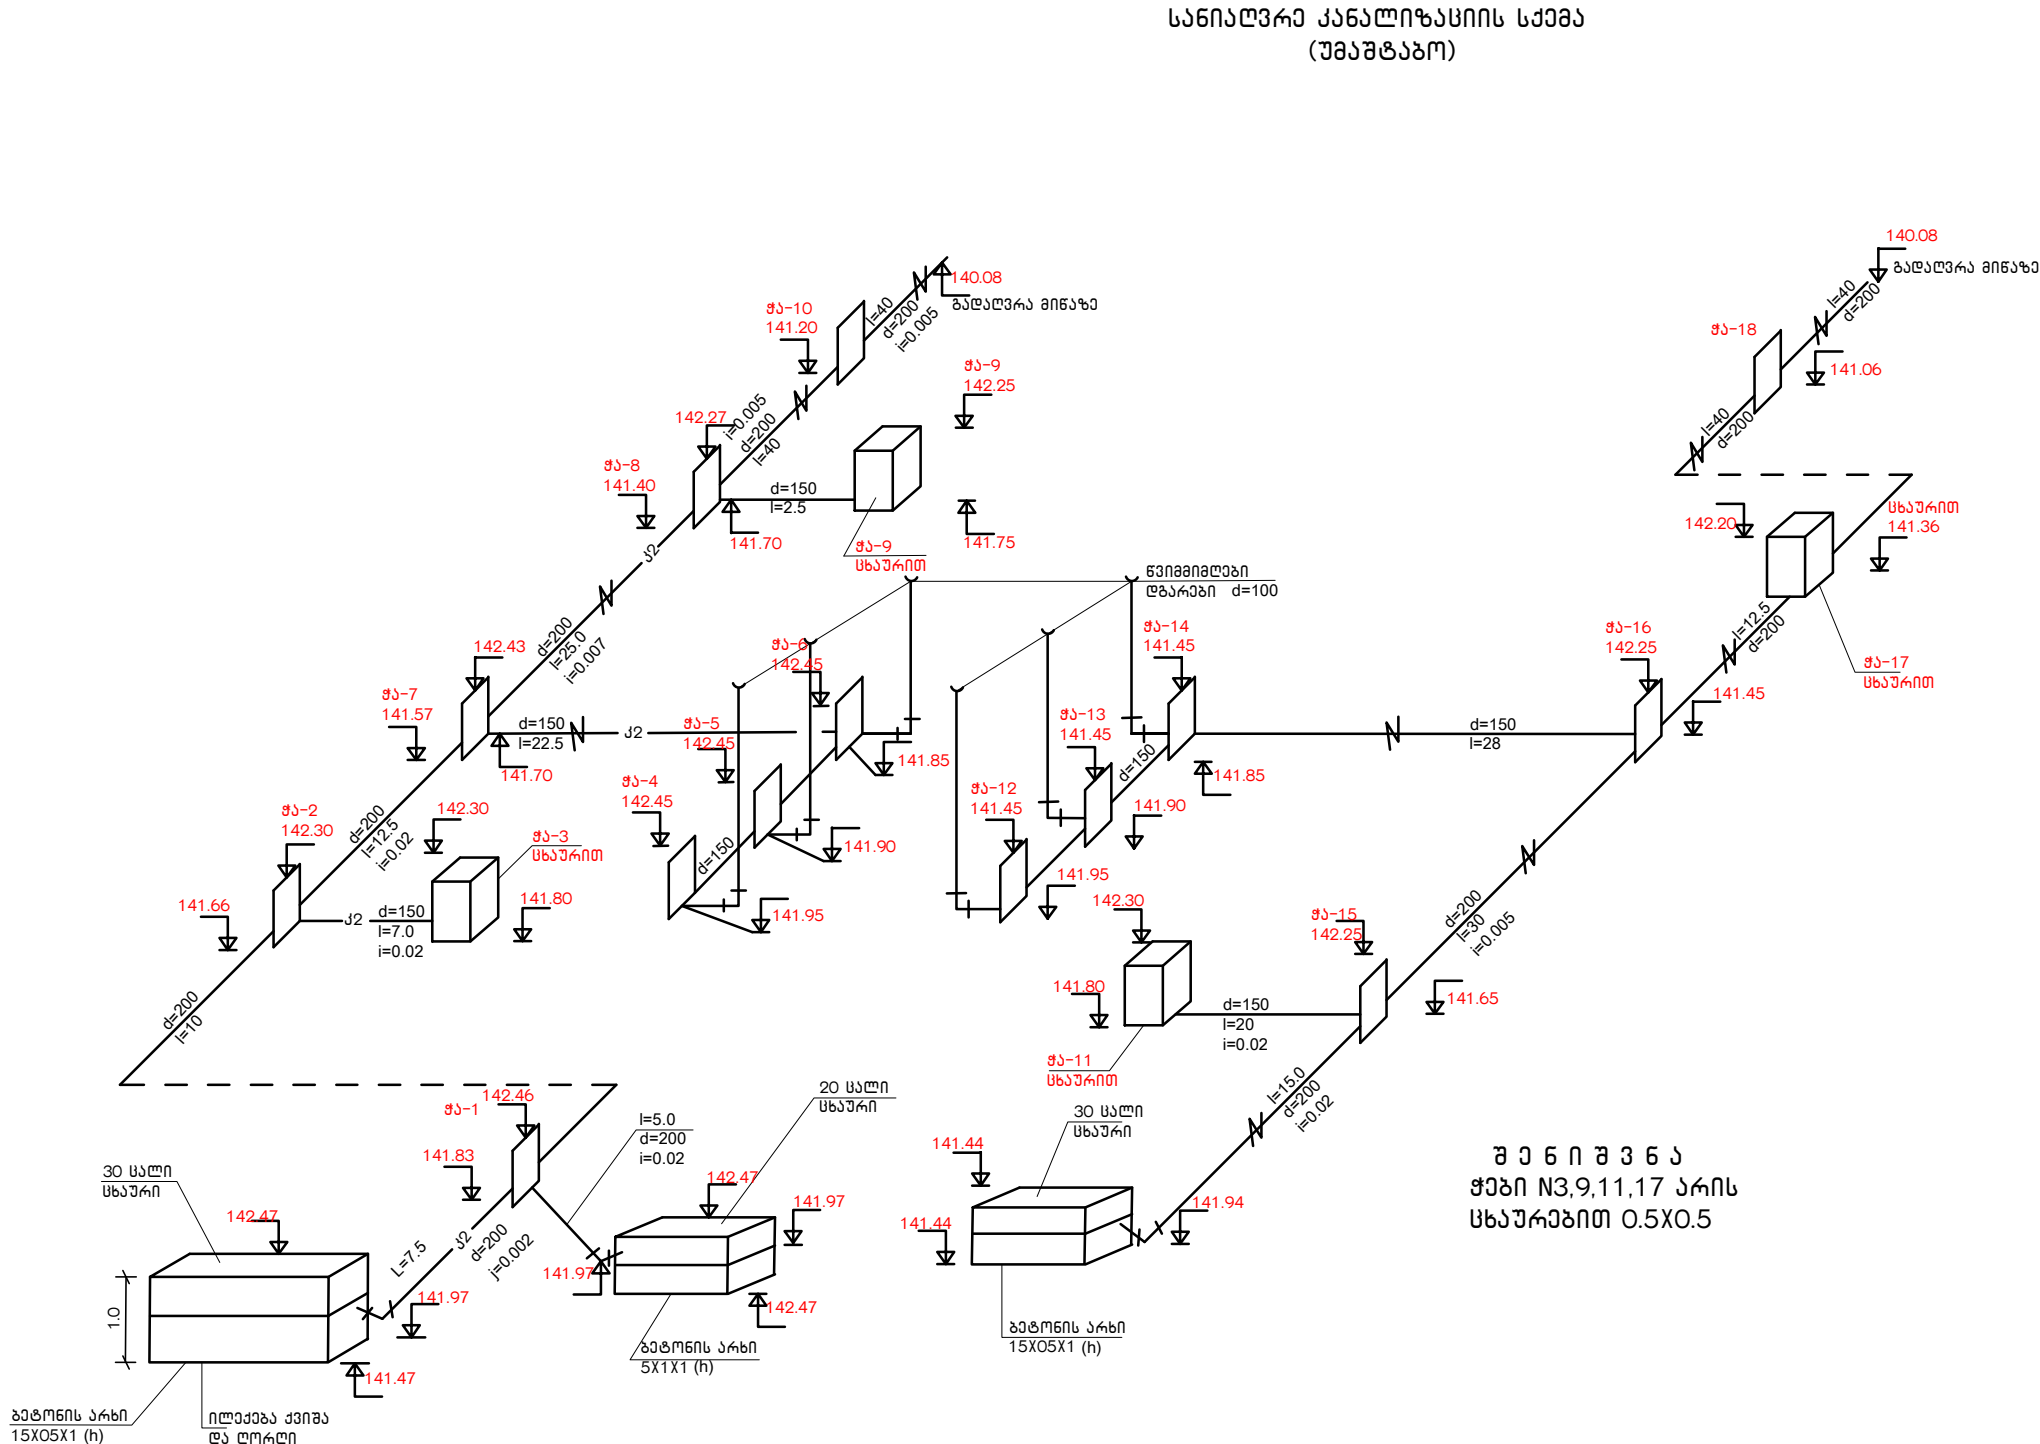 სანიაღვრე კანალიზაციის სქემა
(უმაშტაბო)
140.08
გადაღვრა მიწაზე
l=40
d=200
ჭა-18
141.06
l=40
d=200
140.08
გადაღვრა მიწაზე
l=40
d=200
i=0.005
ჭა-10
141.20
ჭა-9
142.25
142.27
i=0.005
d=200
l=40
ჭა-8
141.40
d=150
l=2.5
141.70
ჭა-9
ცხაურით
141.75
კ2
142.20
ცხაურით
141.36
წვიმმიმღები
დგარები d=100
d=200
l=25.0
i=0.007
142.43
ჭა-7
141.57
ჭა-6
142.45
ჭა-14
141.45
ჭა-16
142.25
l=12.5
d=200
ჭა-17
ცხაურით
141.45
d=150
l=22.5
კ2
141.70
ჭა-5
142.45
141.85
ჭა-13
141.45
d=150
141.85
d=150
l=28
ჭა-4
142.45
ჭა-12
141.45
141.90
141.90
ჭა-2
142.30
d=200
l=12.5
i=0.02
142.30
ჭა-3
ცხაურით
d=150
141.95
141.95
141.66
კ2
d=150
l=7.0
i=0.02
141.80
142.30
ჭა-15
142.25
d=200
l=30
i=0.005
141.80
141.65
d=150
l=20
i=0.02
d=200
l=10
ჭა-11
ცხაურით
l=15.0
d=200
i=0.02
142.46
ჭა-1
20 ცალი
ცხაური
l=5.0
d=200
i=0.02
30 ცალი
ცხაური
141.44
141.83
30 ცალი
ცხაური
142.47
141.97
141.94
141.44
142.47
L=7.5
კ2
d=200
j=0.002
141.97
141.97
142.47
1.0
141.47
ბეტონის არხი
5X1X1 (h)
ბეტონის არხი
15X05X1 (h)
ბეტონის არხი
15X05X1 (h)
ილექება ქვიშა
და ღორღი
შ ე ნ ი შ ვ ნ ა
ჭები N3,9,11,17 არის
ცხაურებით 0.5X0.5